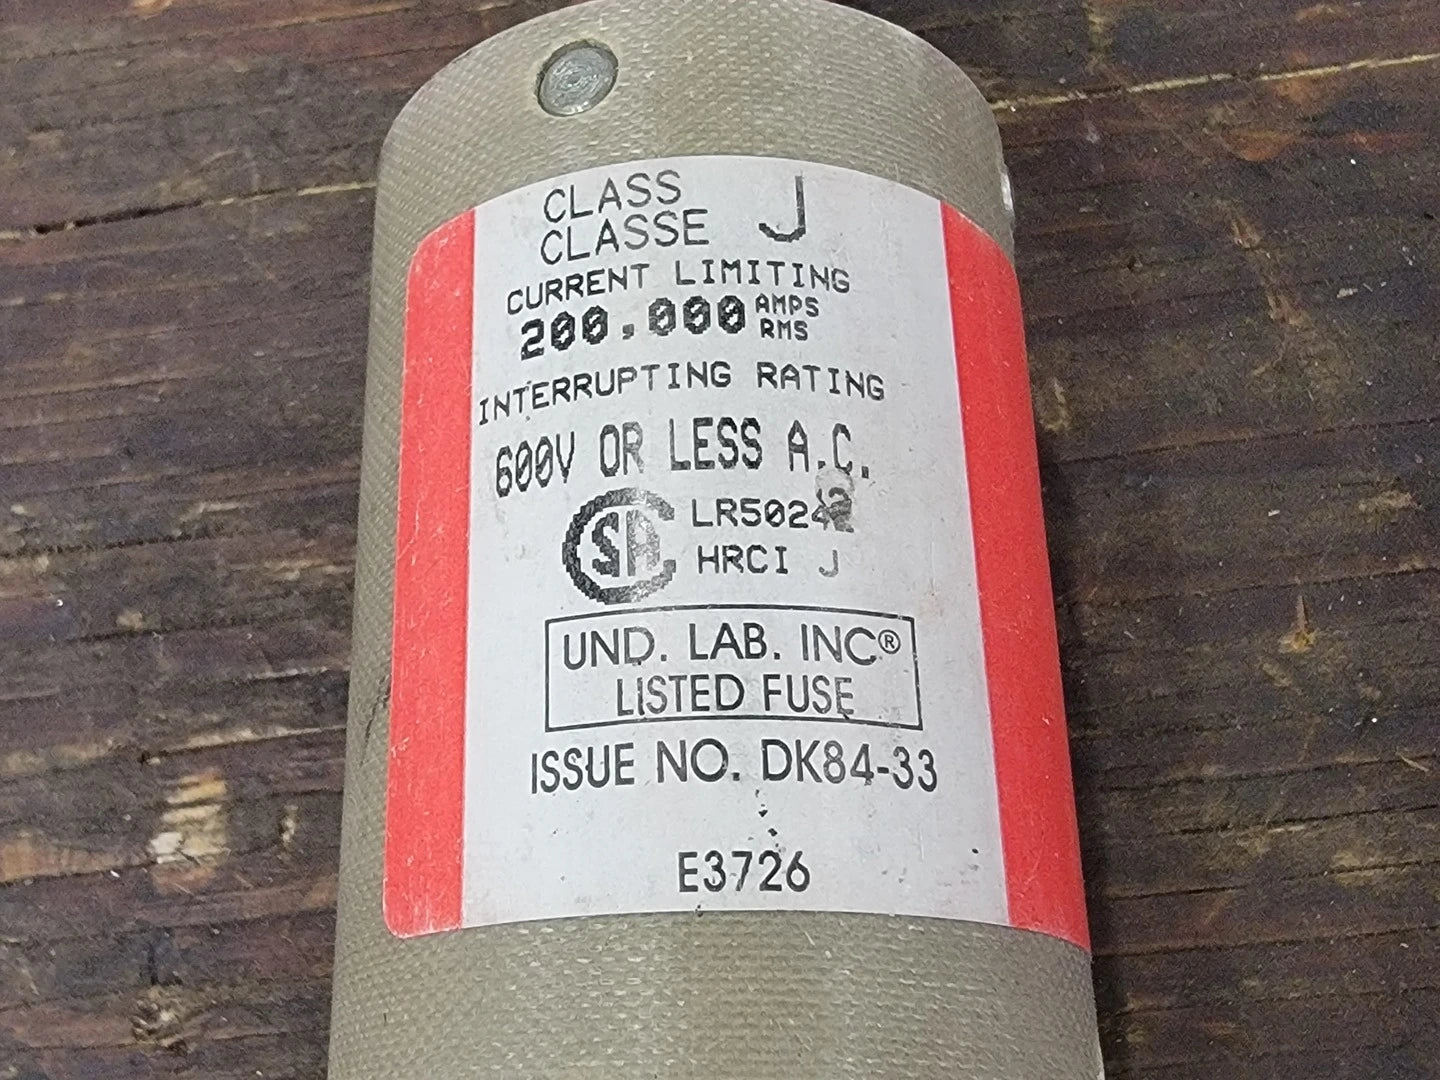 CLASS
CLASSE J
CURRENT LIMITING
200,000 AMPS
RMS
INTERRUPTING RATING
600V OR LESS A.C.
CSA
HRCI J
UND. LAB. INC®
LISTED FUSE
ISSUE NO. DK84-33
E3726